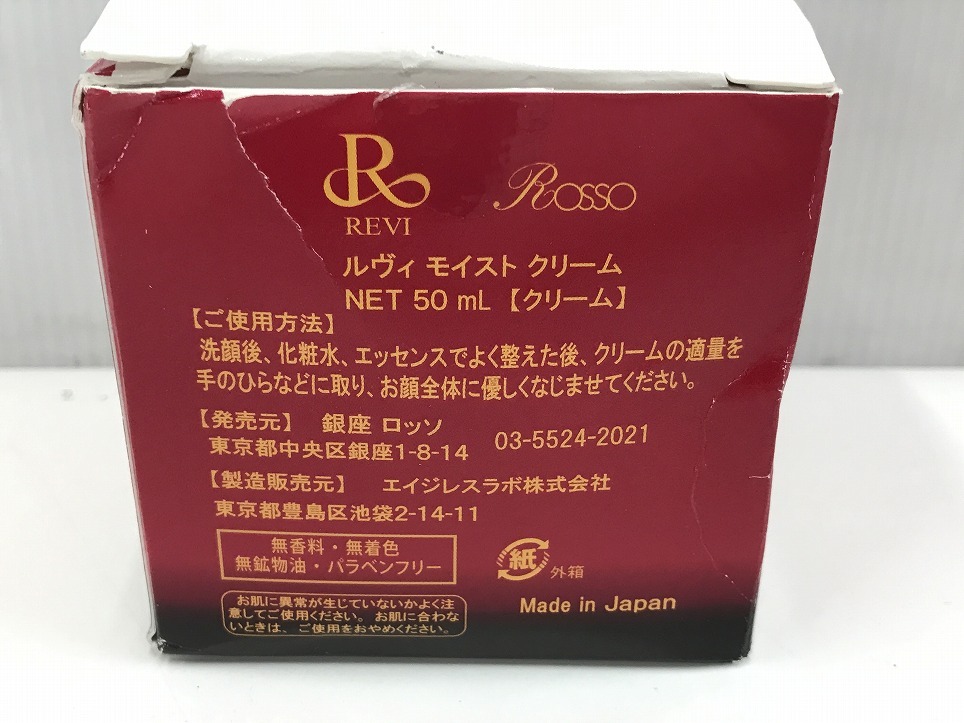 R Rosso
REVI
ルヴィ モイスト クリーム
NET 50 mL 【クリーム】
【ご使用方法】
洗顔後、化粧水、エッセンスでよく整えた後、クリームの適量を
手のひらなどに取り、お顔全体に優しくなじませてください。
【発売元】 銀座 ロッソ
東京都中央区銀座1-8-14 03-5524-2021
【製造販売元】 エイジレスラボ株式会社
東京都豊島区池袋2-14-11
無香料・無着色
無鉱物油・パラベンフリー
紙 外箱
お肌に異常が生じていないかよく注
意してご使用ください。お肌に合わな
いときは、ご使用をおやめください。
Made in Japan